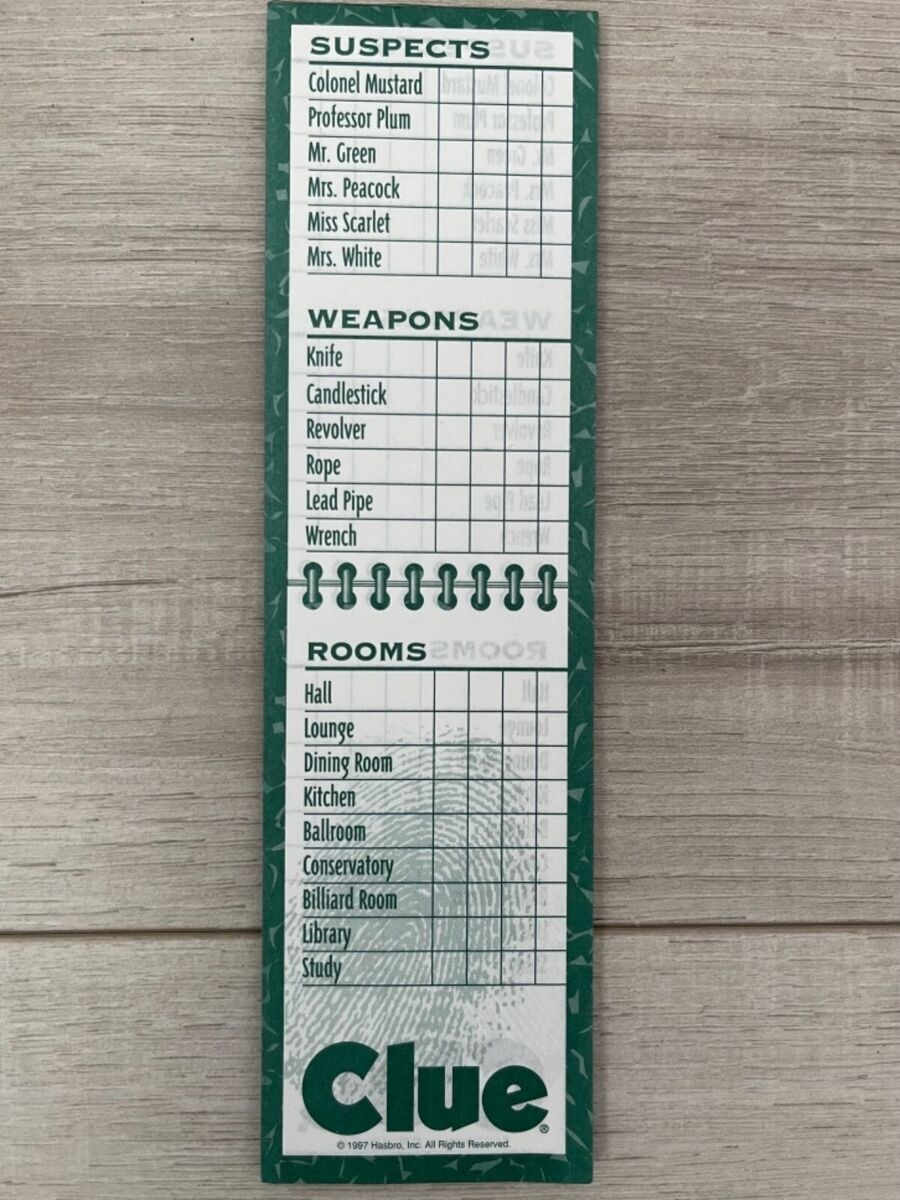 SUSPECTS
Colonel Mustard
Professor Plum
Mr. Green
Mrs. Peacock
Miss Scarlet
Mrs. White
WEAPONS
Knife
Candlestick
Revolver
Rope
Lead Pipe
Wrench
ROOMS
Hall
Lounge
Dining Room
Kitchen
Ballroom
Conservatory
Billiard Room
Library
Study
Clue®
© 1997 Hasbro, Inc. All Rights Reserved.